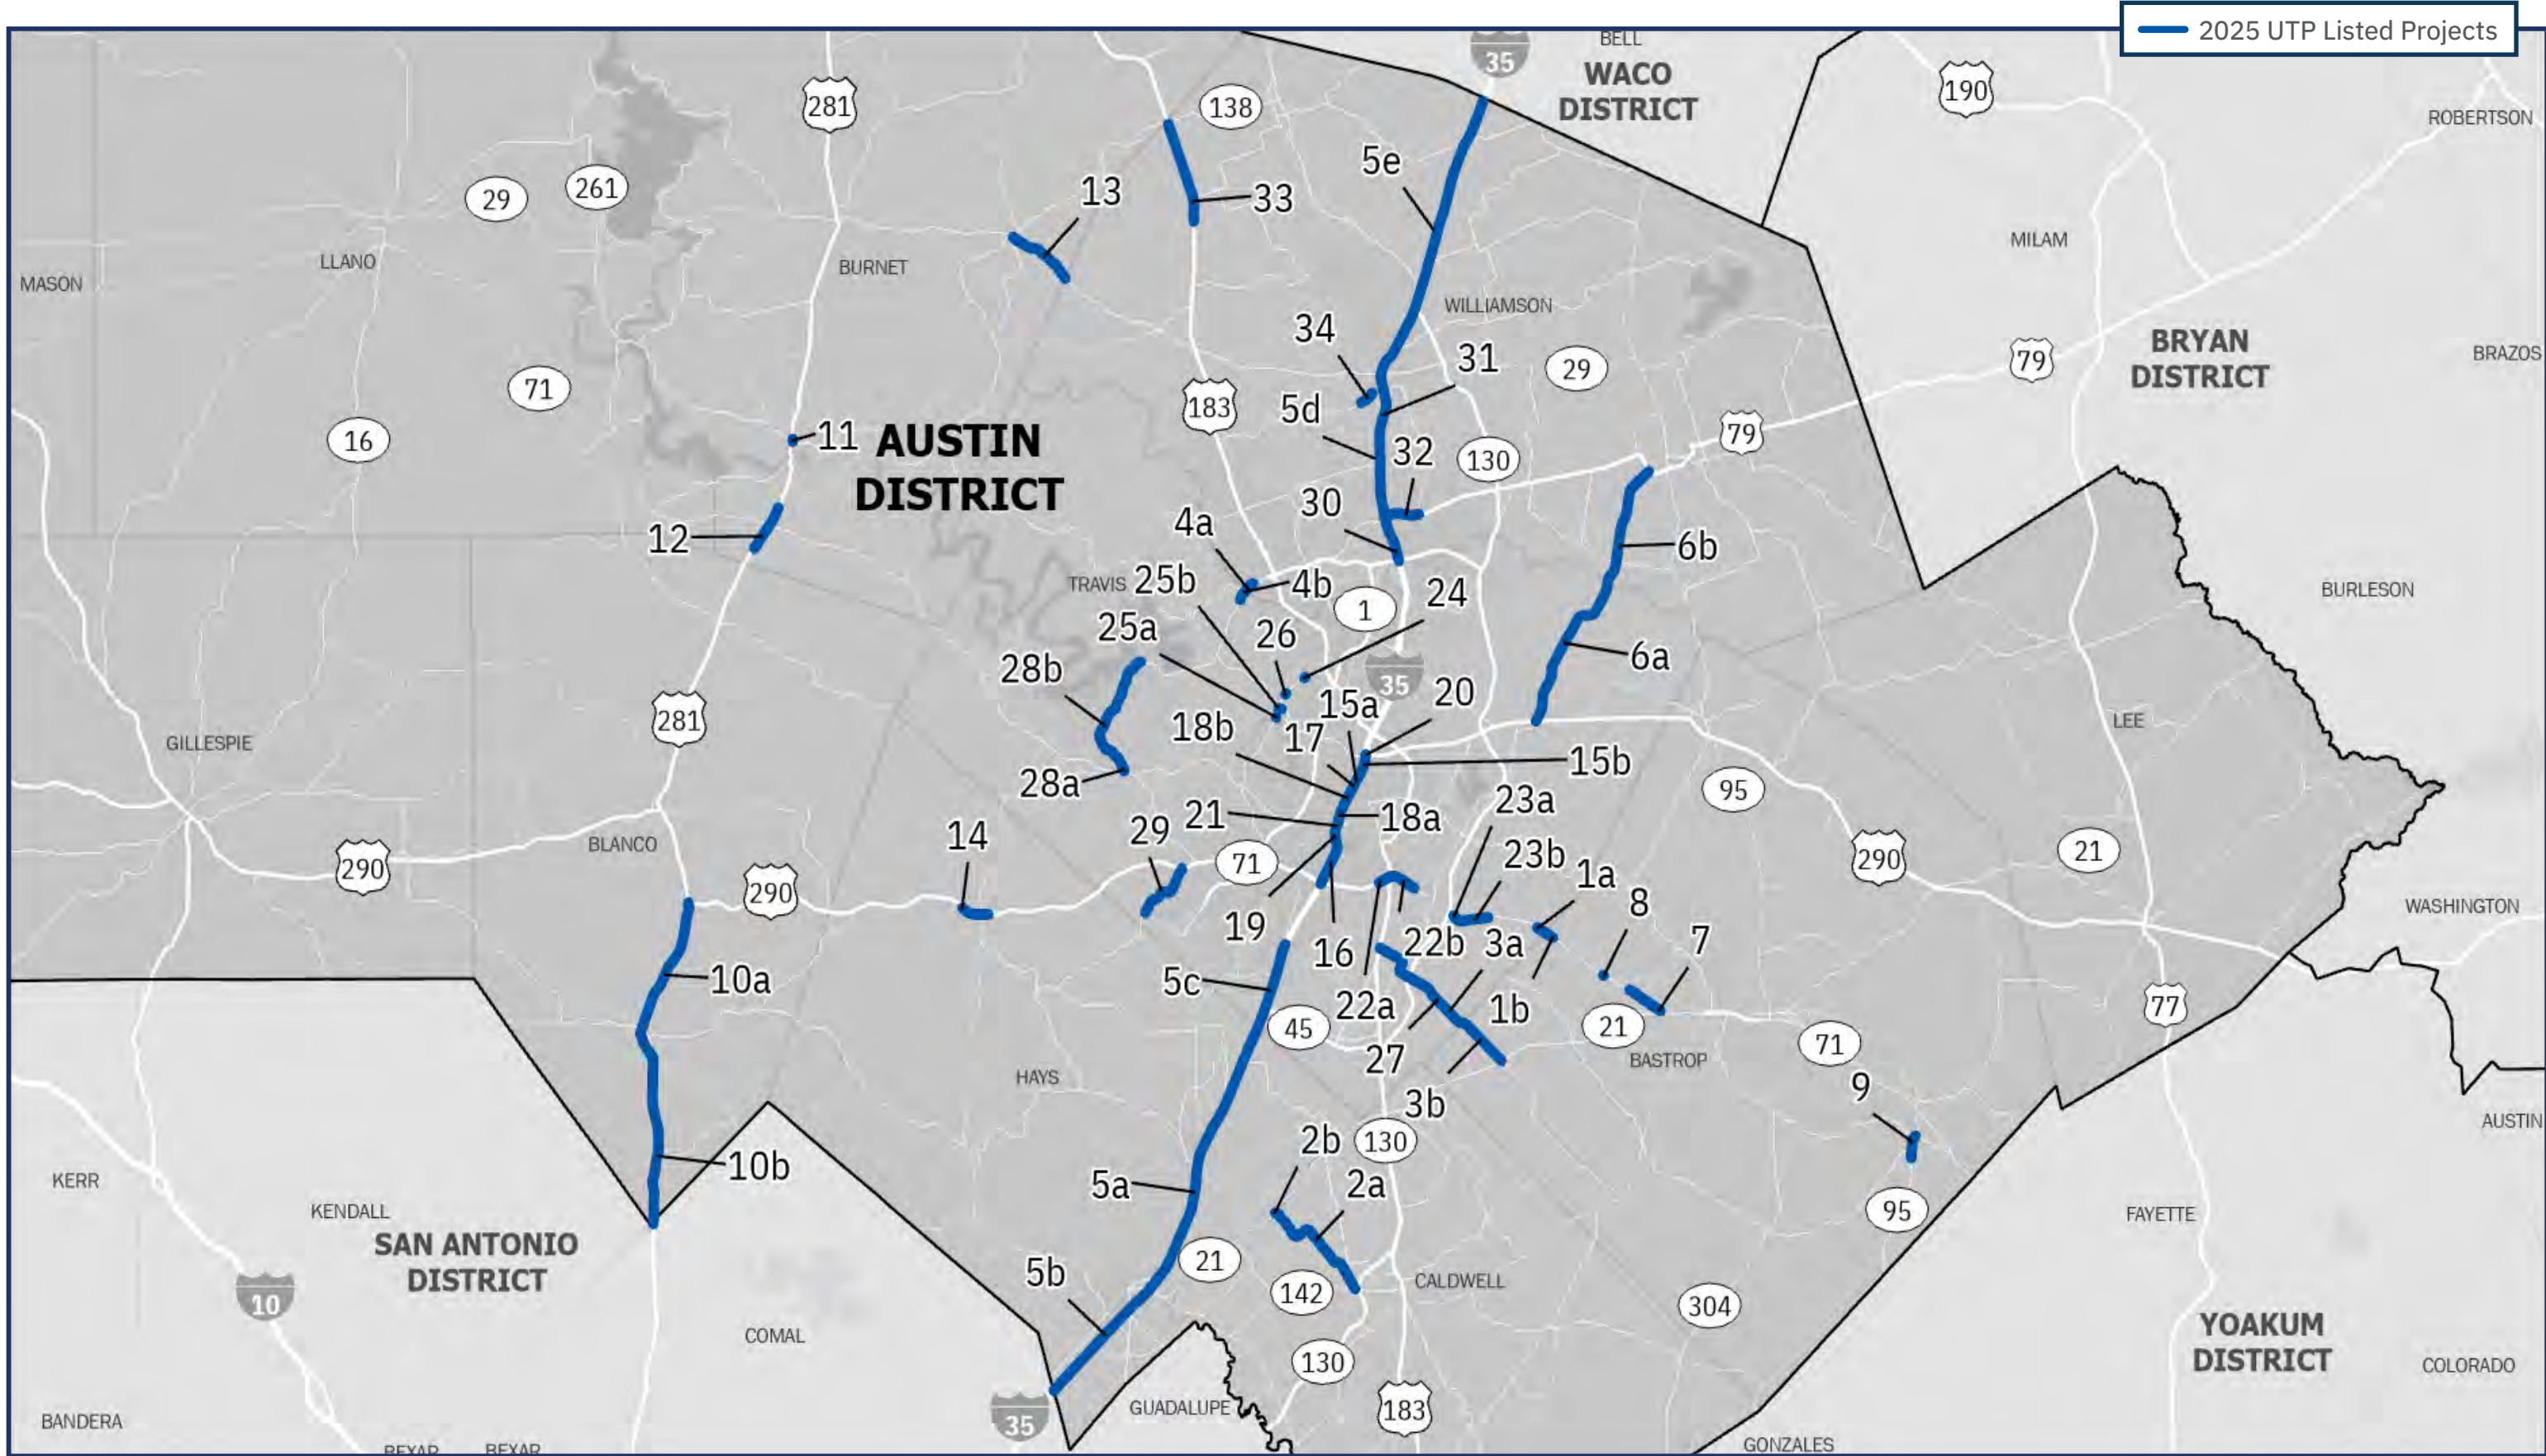 2025 UTP Listed Projects
BELL
35
WACO
DISTRICT
190
ROBERTSON
281
138
5e
29
261
13
33
MILAM
LLANO
BURNET
MASON
WILLIAMSON
34
31
29
BRYAN
DISTRICT
BRAZOS
79
71
183
5d
79
16
11
AUSTIN
DISTRICT
32
130
30
4a
12
6b
TRAVIS
25b
4b
24
1
BURLESON
25a
26
6a
28b
35
20
15a
281
18b
17
LEE
GILLESPIE
15b
28a
95
23a
21
18a
14
29
BLANCO
71
23b
290
290
290
21
1a
8
WASHINGTON
19
16
22b
3a
7
10a
5c
22a
1b
77
45
21
71
27
BASTROP
HAYS
9
3b
AUSTIN
2b
130
10b
KERR
5a
2a
95
KENDALL
FAYETTE
SAN ANTONIO
DISTRICT
21
5b
142
CALDWELL
10
304
COMAL
YOAKUM
DISTRICT
130
COLORADO
35
GUADALUPE
183
BANDERA
GONZALES
BEXAR
BEXAR